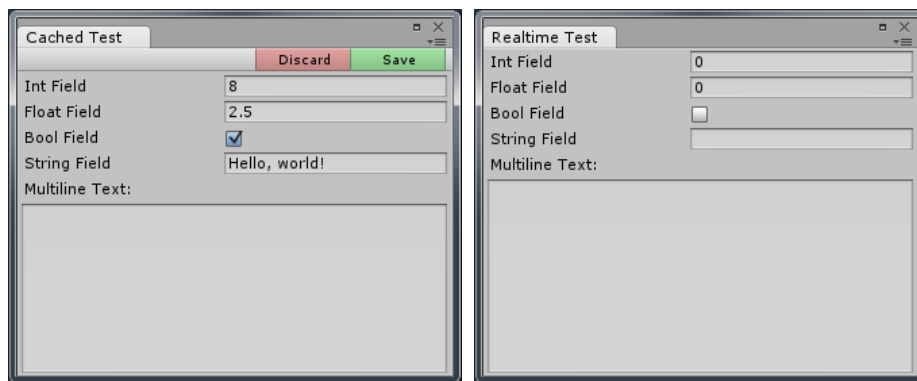 Cached Test
Discard Save
Int Field 8
Float Field 2.5
Bool Field
String Field Hello, world!
Multiline Text:
Realtime Test
Int Field 0
Float Field 0
Bool Field
String Field
Multiline Text: